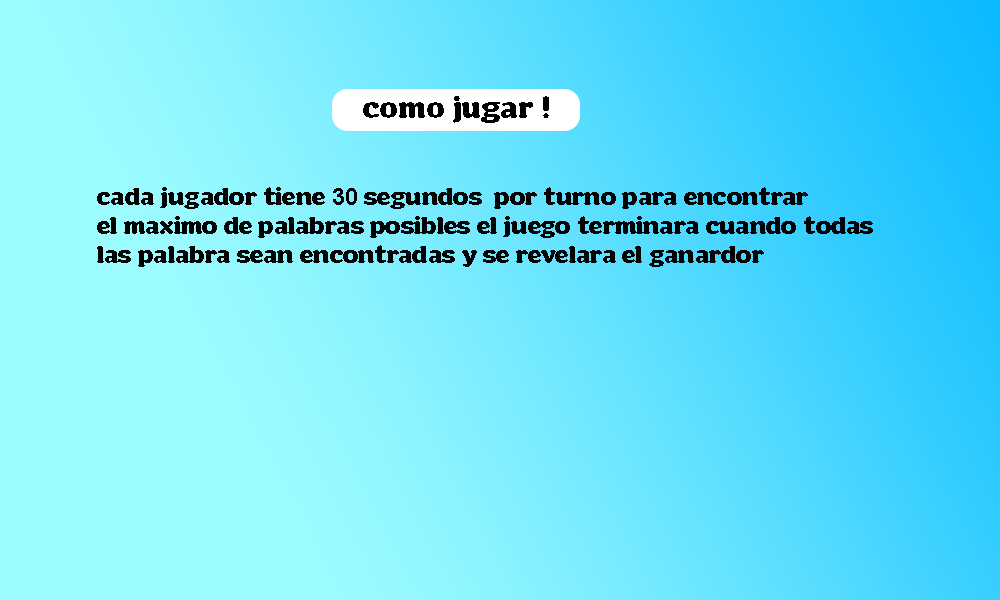 como jugar !
cada jugador tiene 30 segundos  por turno para encontrar
el maximo de palabras posibles el juego terminara cuando todas
las palabra sean encontradas y se revelara el ganardor